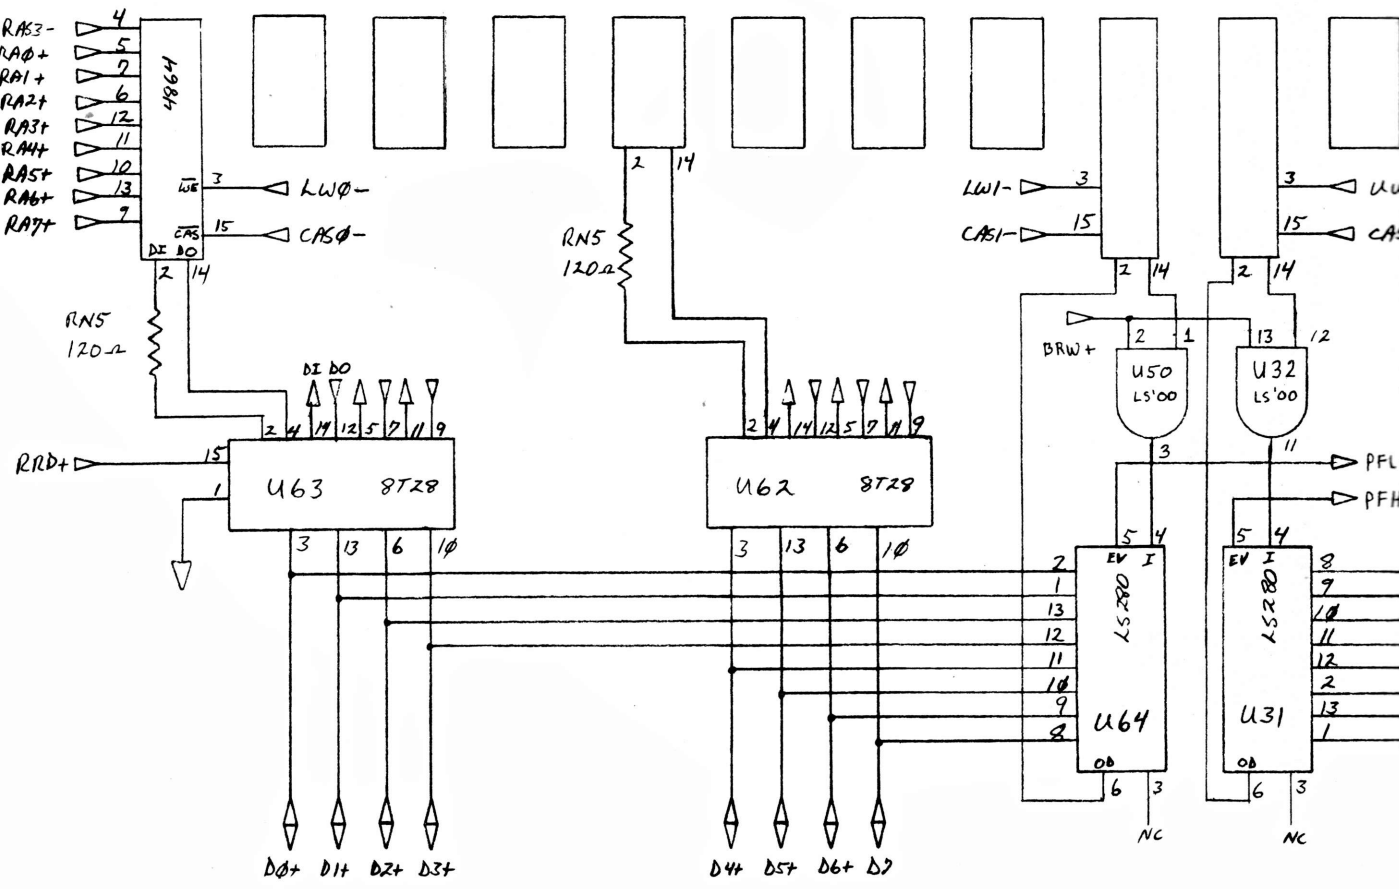 RAS3- 4
RAØ+ 5
RA1+ 7
RA2+ 6
RA3+ 12
RA4+ 11
RA5+ 10
RA6+ 13
RA7+ 9
4864
WE 3 LWØ-
CAS 15 CASØ-
DI DO
2 14
RN5
120Ω
DI DO
2 4 14 12 5 7 11 9
RRD+ 15
1
U63 8T28
3 13 6 1Ø
2 14
RN5
120Ω
2 4 14 12 5 7 11 9
U62 8T28
3 13 6 1Ø
LW1- 3
CAS1- 15
2 14
3
15
2 14
BRW+
2 1
U50
LS'00
3
13 12
U32
LS'00
11
PFL
PFH
5 4
EV I
LS280
2
1
13
12
11
1Ø
9
8
U64
OD
6 3
NC
5 4
EV I
LS280
8
9
1Ø
11
12
2
13
1
U31
OD
6 3
NC
DØ+ D1+ D2+ D3+
D4+ D5+ D6+ D7